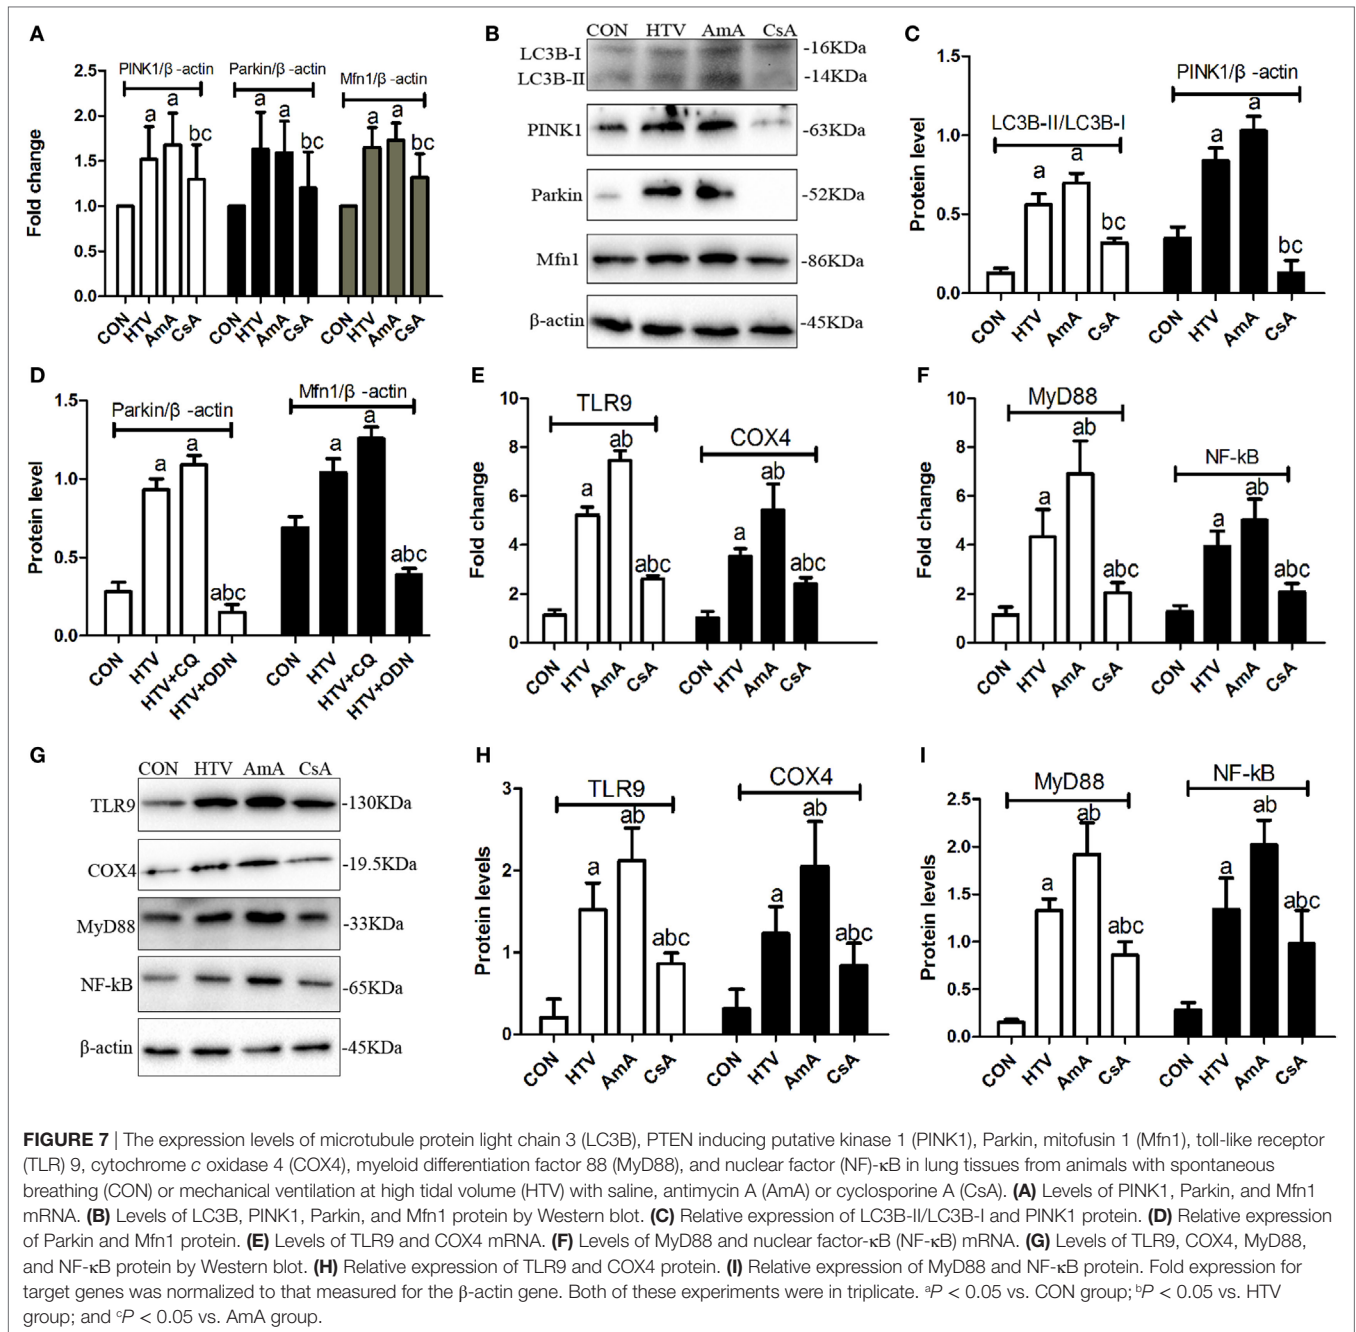 A
PINK1/β -actin
Parkin/β -actin
Mfn1/β -actin
Fold change
2.5
2.0
1.5
1.0
0.5
0.0
a a bc a a bc a a bc
CON HTV AmA CsA CON HTV AmA CsA CON HTV AmA CsA
B
CON HTV AmA CsA
LC3B-I -16KDa
LC3B-II -14KDa
PINK1 -63KDa
Parkin -52KDa
Mfn1 -86KDa
β-actin -45KDa
C
PINK1/β -actin
LC3B-II/LC3B-I
Protein level
1.5
1.0
0.5
0.0
a a bc a a bc
CON HTV AmA CsA CON HTV AmA CsA
D
Mfn1/β -actin
Parkin/β -actin
Protein level
1.5
1.0
0.5
0.0
a a abc a a abc
CON HTV HTV+CQ HTV+ODN CON HTV HTV+CQ HTV+ODN
E
TLR9
COX4
Fold change
10
8
6
4
2
0
a ab abc a ab abc
CON HTV AmA CsA CON HTV AmA CsA
F
MyD88
NF-kB
Fold change
10
8
6
4
2
0
a ab abc a ab abc
CON HTV AmA CsA CON HTV AmA CsA
G
CON HTV AmA CsA
TLR9 -130KDa
COX4 -19.5KDa
MyD88 -33KDa
NF-kB -65KDa
β-actin -45KDa
H
TLR9
COX4
Protein levels
3
2
1
0
a ab abc a ab abc
CON HTV AmA CsA CON HTV AmA CsA
I
MyD88
NF-kB
Protein levels
2.5
2.0
1.5
1.0
0.5
0.0
a ab abc a ab abc
CON HTV AmA CsA CON HTV AmA CsA
FIGURE 7 | The expression levels of microtubule protein light chain 3 (LC3B), PTEN inducing putative kinase 1 (PINK1), Parkin, mitofusin 1 (Mfn1), toll-like receptor
(TLR) 9, cytochrome c oxidase 4 (COX4), myeloid differentiation factor 88 (MyD88), and nuclear factor (NF)-κB in lung tissues from animals with spontaneous
breathing (CON) or mechanical ventilation at high tidal volume (HTV) with saline, antimycin A (AmA) or cyclosporine A (CsA). (A) Levels of PINK1, Parkin, and Mfn1
mRNA. (B) Levels of LC3B, PINK1, Parkin, and Mfn1 protein by Western blot. (C) Relative expression of LC3B-II/LC3B-I and PINK1 protein. (D) Relative expression
of Parkin and Mfn1 protein. (E) Levels of TLR9 and COX4 mRNA. (F) Levels of MyD88 and nuclear factor-κB (NF-κB) mRNA. (G) Levels of TLR9, COX4, MyD88,
and NF-κB protein by Western blot. (H) Relative expression of TLR9 and COX4 protein. (I) Relative expression of MyD88 and NF-κB protein. Fold expression for
target genes was normalized to that measured for the β-actin gene. Both of these experiments were in triplicate. ᵃP < 0.05 vs. CON group; ᵇP < 0.05 vs. HTV
group; and ᶜP < 0.05 vs. AmA group.